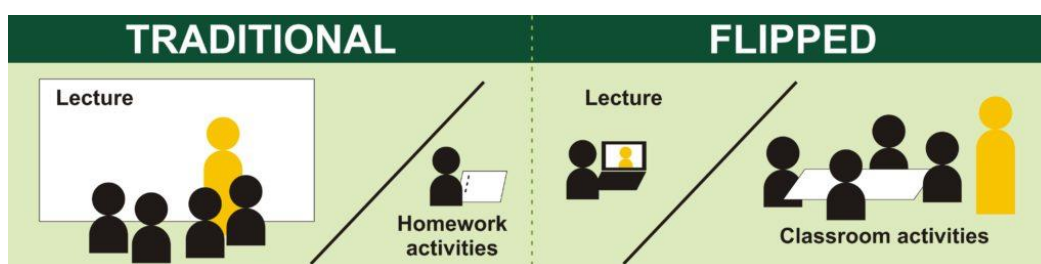 TRADITIONAL
Lecture
Homework
activities
FLIPPED
Lecture
Classroom activities